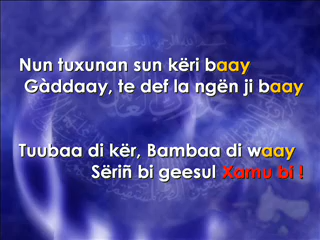 Nun tuxunan sun këri baay
Gàddaay, te def la ngën ji baay
Tuubaa di kër, Bambaa di waay
Sëriñ bi geesul Xamu bi !